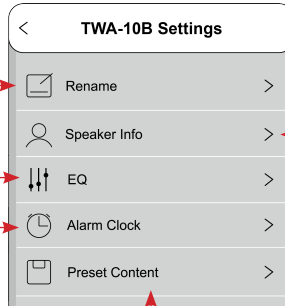 TWA-10B Settings
Rename
Speaker Info
EQ
Alarm Clock
Preset Content